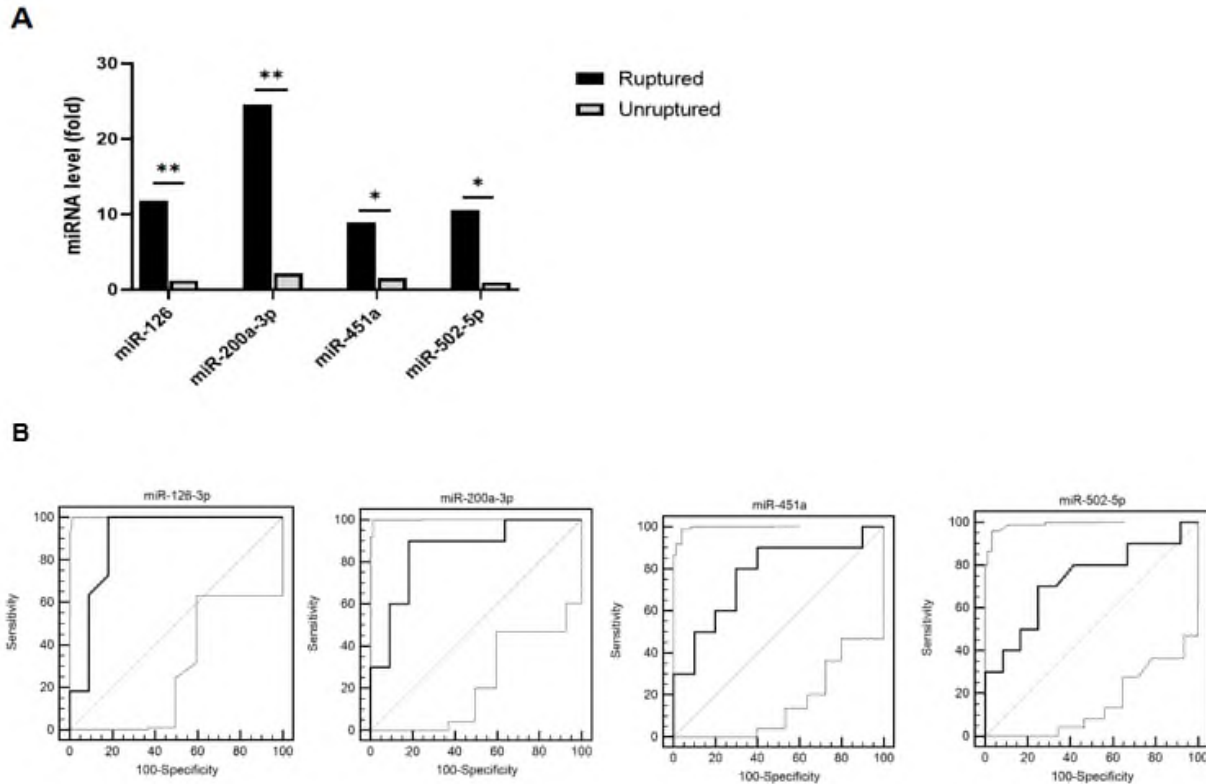 A
30
20
10
0
miRNA level (fold)
**
**
*
*
miR-126
miR-200a-3p
miR-451a
miR-502-5p
Ruptured
Unruptured
B
miR-126-3p
100
80
60
40
20
0
Sensitivity
0 20 40 60 80 100
100-Specificity
miR-200a-3p
100
80
60
40
20
0
Sensitivity
0 20 40 60 80 100
100-Specificity
miR-451a
100
80
60
40
20
0
Sensitivity
0 20 40 60 80 100
100-Specificity
miR-502-5p
100
80
60
40
20
0
Sensitivity
0 20 40 60 80 100
100-Specificity